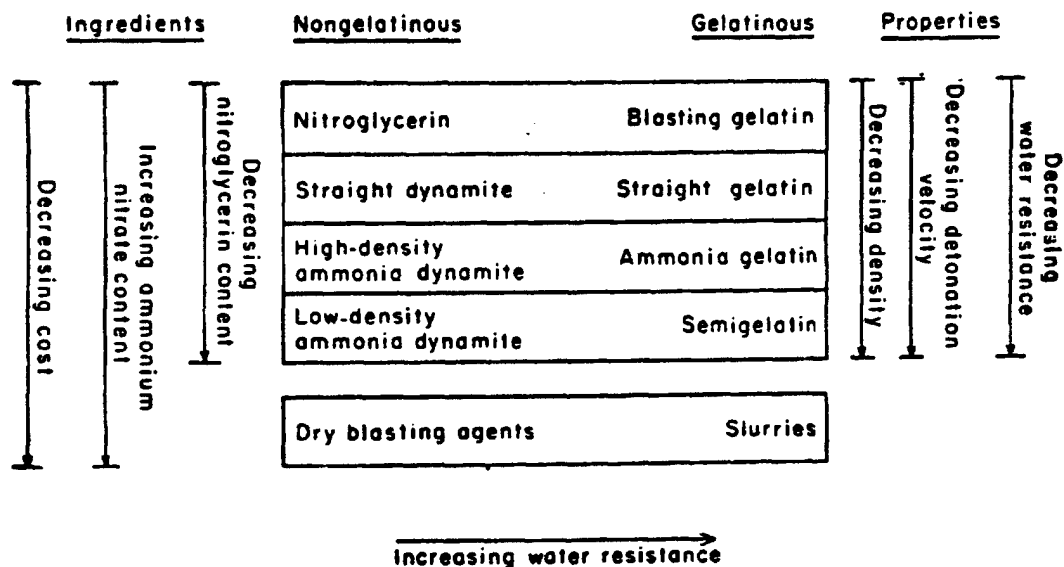 Ingredients
Nongelatinous
Gelatinous
Properties
Decreasing cost
Increasing ammonium
nitrate content
Decreasing
nitroglycerin content
Nitroglycerin
Blasting gelatin
Straight dynamite
Straight gelatin
High-density
ammonia dynamite
Ammonia gelatin
Low-density
ammonia dynamite
Semigelatin
Dry blasting agents
Slurries
Decreasing density
Decreasing detonation
velocity
Decreasing
water resistance
Increasing water resistance